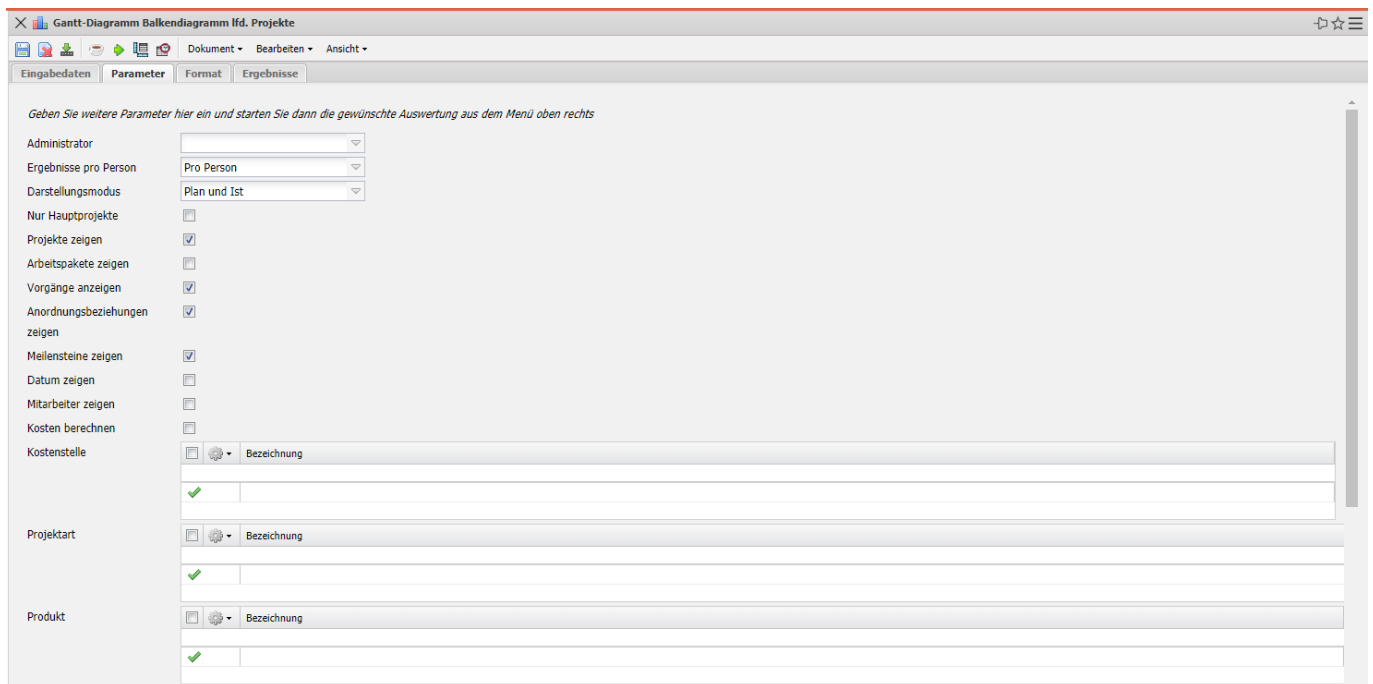 Gantt-Diagramm Balkendiagramm lfd. Projekte
Dokument Bearbeiten Ansicht
Eingabedaten Parameter Format Ergebnisse
Geben Sie weitere Parameter hier ein und starten Sie dann die gewünschte Auswertung aus dem Menü oben rechts
Administrator
Ergebnisse pro Person Pro Person
Darstellungsmodus Plan und Ist
Nur Hauptprojekte
Projekte zeigen
Arbeitspakete zeigen
Vorgänge anzeigen
Anordnungsbeziehungen
zeigen
Meilensteine zeigen
Datum zeigen
Mitarbeiter zeigen
Kosten berechnen
Kostenstelle Bezeichnung
Projektart Bezeichnung
Produkt Bezeichnung